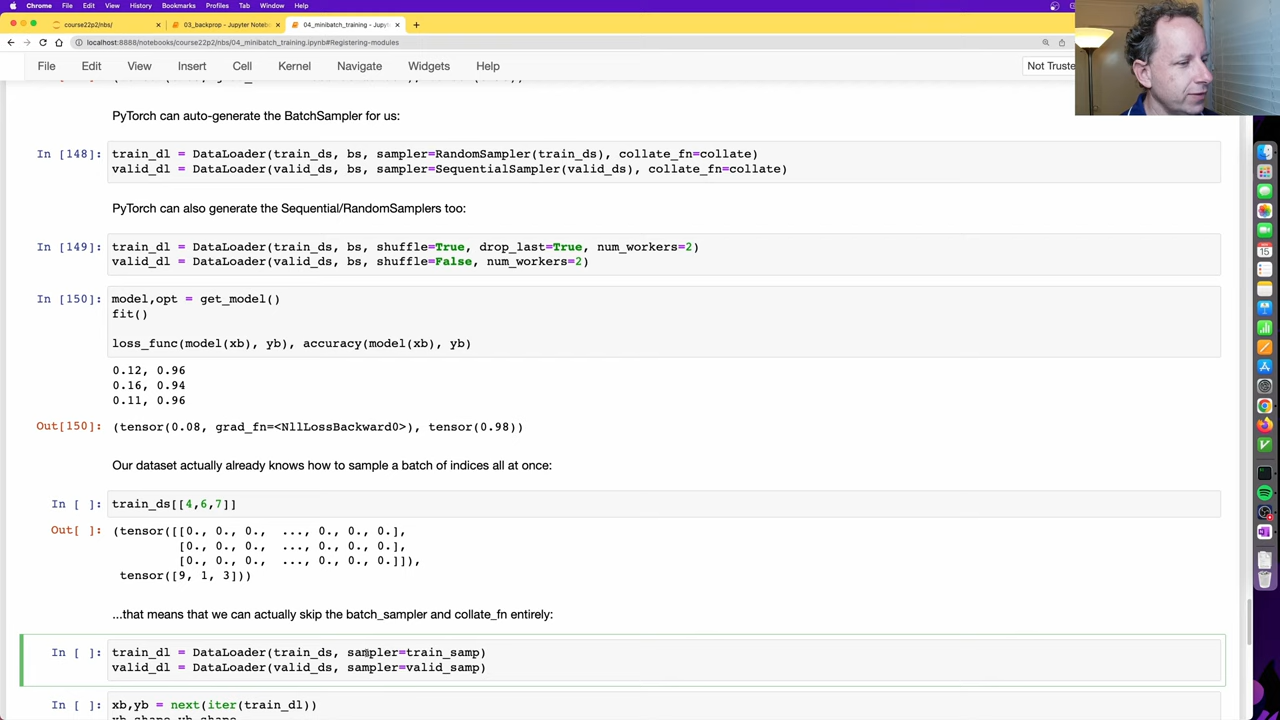 Chrome File Edit View History Bookmarks Profiles Tab Window Help
course22p2/nbs/ 03_backprop - Jupyter Noteb 04_minibatch_training - Jupyte
localhost:8888/notebooks/course22p2/nbs/04_minibatch_training.ipynb#Registering-modules
File Edit View Insert Cell Kernel Navigate Widgets Help Not Truste
PyTorch can auto-generate the BatchSampler for us:
In [148]: train_dl = DataLoader(train_ds, bs, sampler=RandomSampler(train_ds), collate_fn=collate)
valid_dl = DataLoader(valid_ds, bs, sampler=SequentialSampler(valid_ds), collate_fn=collate)
PyTorch can also generate the Sequential/RandomSamplers too:
In [149]: train_dl = DataLoader(train_ds, bs, shuffle=True, drop_last=True, num_workers=2)
valid_dl = DataLoader(valid_ds, bs, shuffle=False, num_workers=2)
In [150]: model,opt = get_model()
fit()
loss_func(model(xb), yb), accuracy(model(xb), yb)
0.12, 0.96
0.16, 0.94
0.11, 0.96
Out[150]: (tensor(0.08, grad_fn=<NllLossBackward0>), tensor(0.98))
Our dataset actually already knows how to sample a batch of indices all at once:
In [ ]: train_ds[[4,6,7]]
Out[ ]: (tensor([[0., 0., 0., ..., 0., 0., 0.],
[0., 0., 0., ..., 0., 0., 0.],
[0., 0., 0., ..., 0., 0., 0.]]),
tensor([9, 1, 3]))
...that means that we can actually skip the batch_sampler and collate_fn entirely:
In [ ]: train_dl = DataLoader(train_ds, sampler=train_samp)
valid_dl = DataLoader(valid_ds, sampler=valid_samp)
In [ ]: xb,yb = next(iter(train_dl))
xb.shape,yb.shape